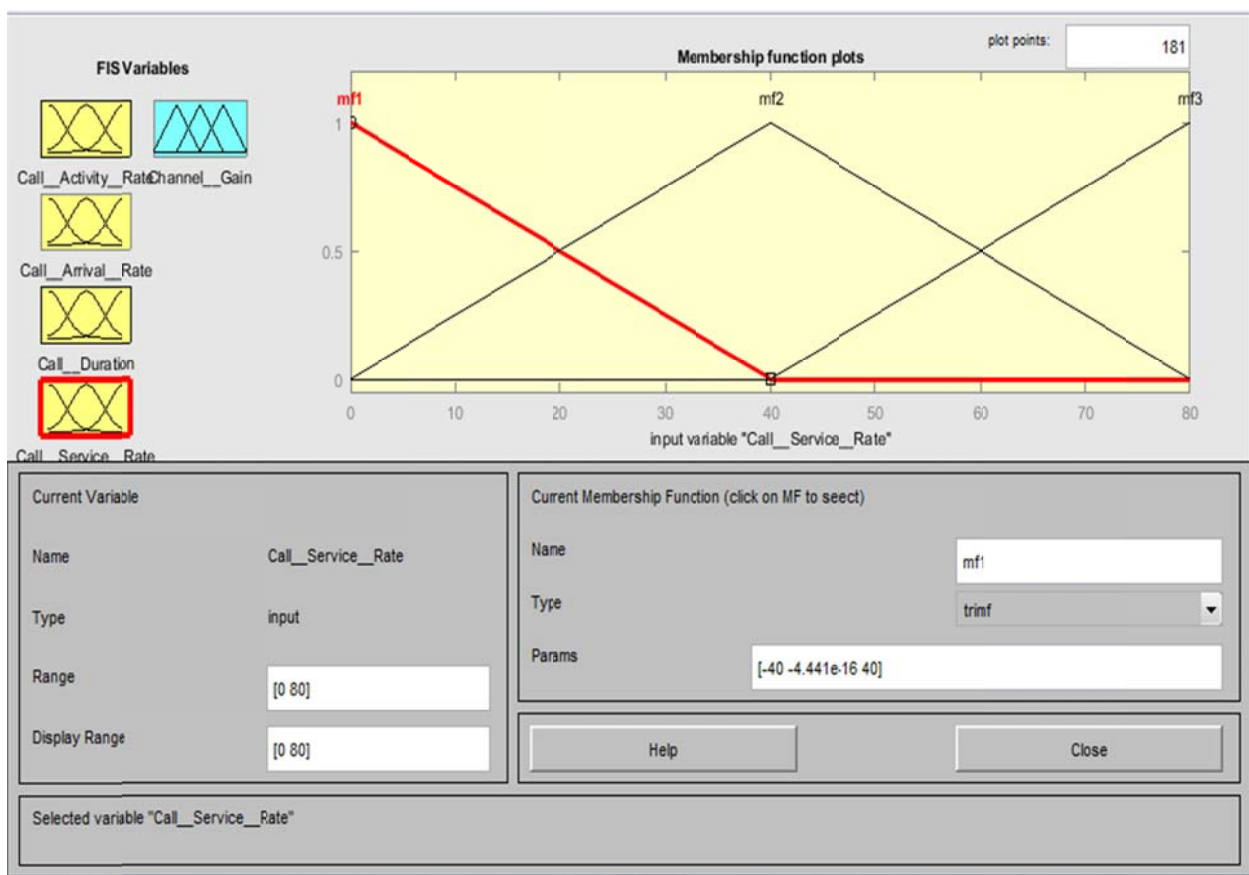 FIS Variables
Call__Activity__Rate
Channel__Gain
Call__Arrival__Rate
Call__Duration
Call__Service__Rate
plot points:
181
Membership function plots
mf1
mf2
mf3
1
0.5
0
0 10 20 30 40 50 60 70 80
input variable "Call__Service__Rate"
Current Variable
Name
Call__Service__Rate
Type
input
Range
[0 80]
Display Range
[0 80]
Current Membership Function (click on MF to seect)
Name
mf1
Type
trimf
Params
[-40 -4.441e-16 40]
Help
Close
Selected variable "Call__Service__Rate"